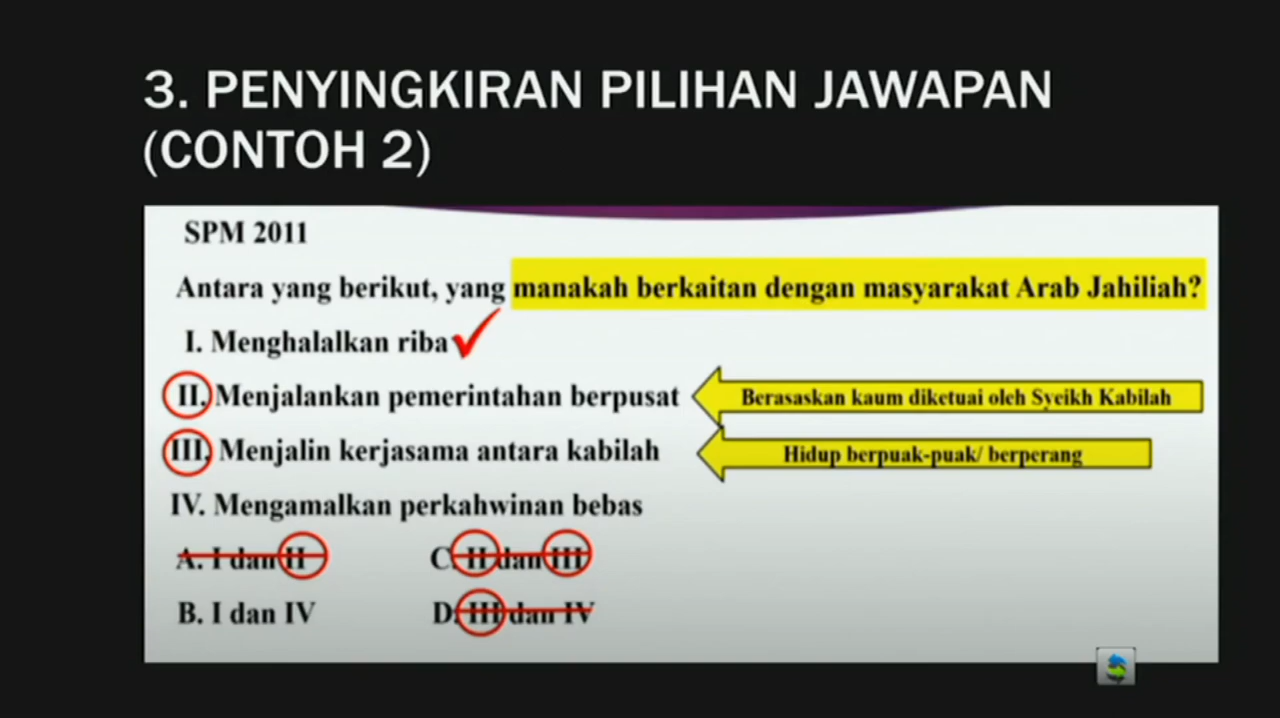 3. PENYINGKIRAN PILIHAN JAWAPAN
(CONTOH 2)
SPM 2011
Antara yang berikut, yang manakah berkaitan dengan masyarakat Arab Jahiliah?
I. Menghalalkan riba
II. Menjalankan pemerintahan berpusat
Berasaskan kaum diketuai oleh Syeikh Kabilah
III. Menjalin kerjasama antara kabilah
Hidup berpuak-puak/ berperang
IV. Mengamalkan perkahwinan bebas
A. I dan II
C. II dan III
B. I dan IV
D. III dan IV